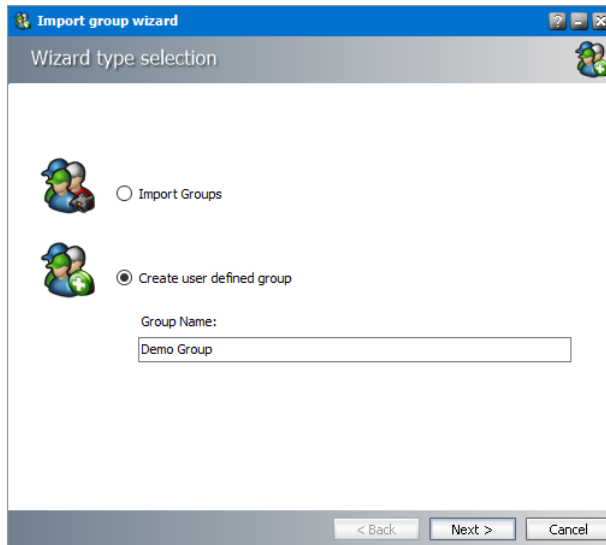 Import group wizard
Wizard type selection
Import Groups
Create user defined group
Group Name:
Demo Group
< Back Next > Cancel